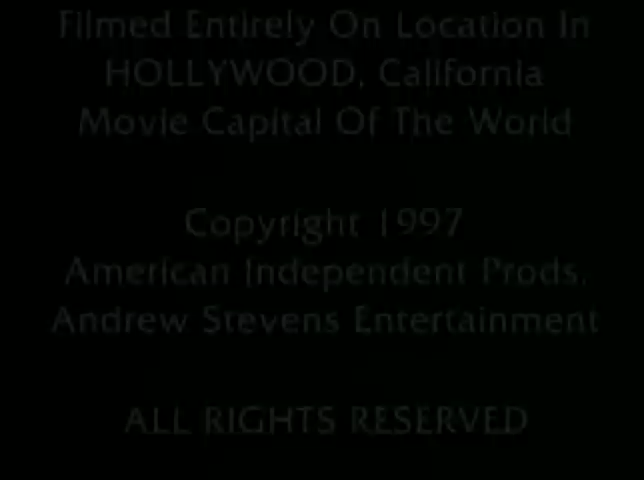 Filmed Entirely On Location In
HOLLYWOOD, California
Movie Capital Of The World
Copyright 1997
American Independent Prods.
Andrew Stevens Entertainment
ALL RIGHTS RESERVED